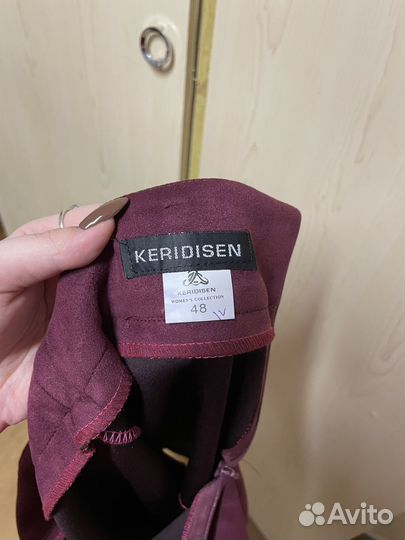 KERIDISEN
KERIDISEN
WOMEN'S COLLECTION
48
Avito